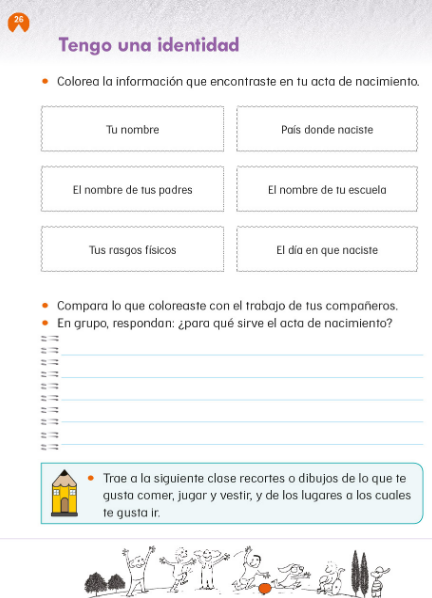 26
Tengo una identidad
• Colorea la información que encontraste en tu acta de nacimiento.
Tu nombre
País donde naciste
El nombre de tus padres
El nombre de tu escuela
Tus rasgos físicos
El día en que naciste
• Compara lo que coloreaste con el trabajo de tus compañeros.
• En grupo, respondan: ¿para qué sirve el acta de nacimiento?
• Trae a la siguiente clase recortes o dibujos de lo que te
gusta comer, jugar y vestir, y de los lugares a los cuales
te gusta ir.